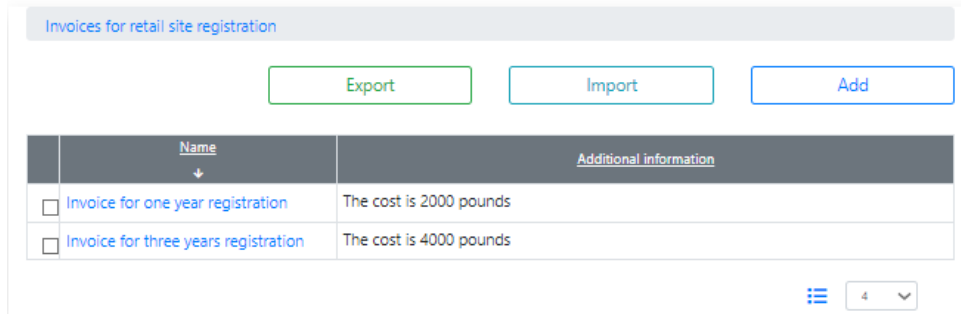 Invoices for retail site registration
Export Import Add
Name Additional information
Invoice for one year registration The cost is 2000 pounds
Invoice for three years registration The cost is 4000 pounds
4